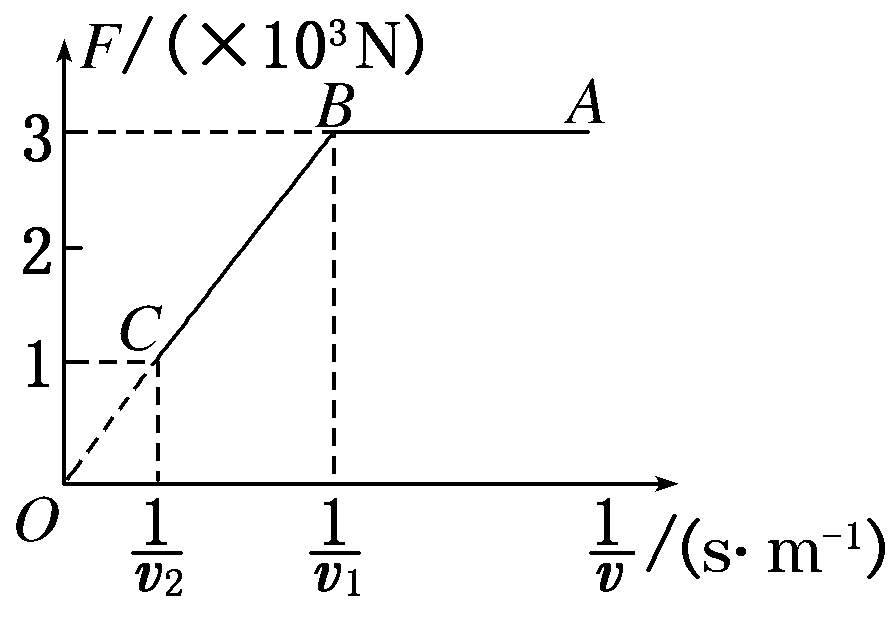 F/(×10³N)
B
A
3
2
C
1
O
1/v₂
1/v₁
1/v /(s· m⁻¹)